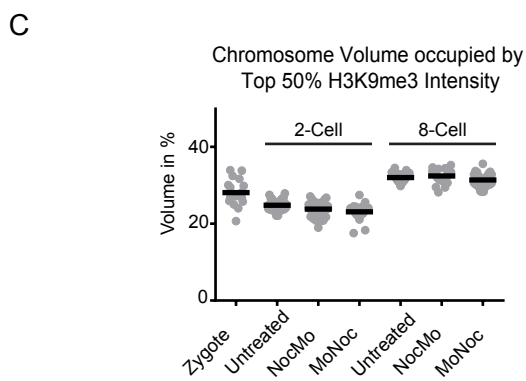 C
Chromosome Volume occupied by
Top 50% H3K9me3 Intensity
2-Cell
8-Cell
Volume in %
40
20
0
Zygote
Untreated
NocMo
MoNoc
Untreated
NocMo
MoNoc